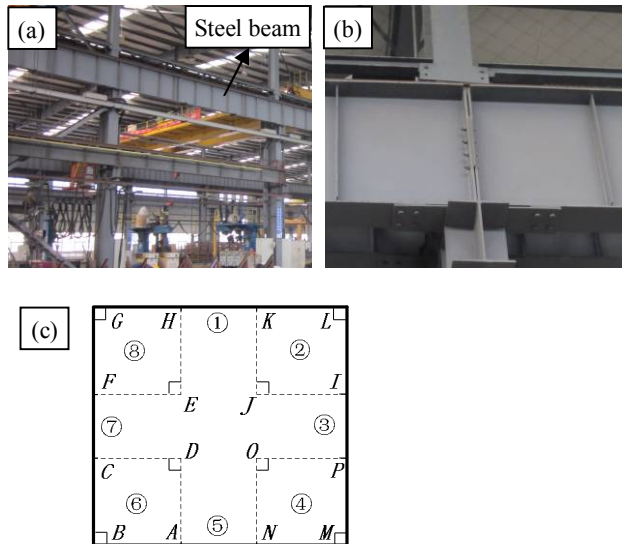 (a)
Steel beam
(b)
(c)
G H ① K L
⑧ ②
F I
E J
⑦ ③
D O
C P
⑥ ④
B A ⑤ N M